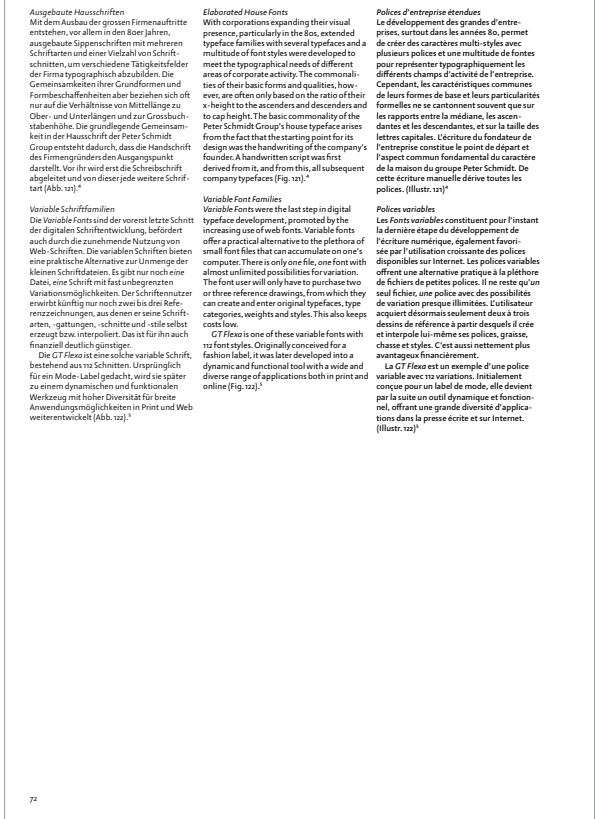 Ausgebaute Hausschriften
Mit dem Ausbau der grossen Firmenauftritte
entstehen, vor allem in den 80er Jahren,
ausgebaute Sippenschriften mit mehreren
Schriftarten und einer Vielzahl von Schrift-
schnitten, um verschiedene Tätigkeitsfelder
der Firma typographisch abzubilden. Die
Gemeinsamkeiten ihrer Grundformen und
Formbeschaffenheiten aber beziehen sich oft
nur auf die Verhältnisse von Mittellänge zu
Ober- und Unterlängen und zur Grossbuch-
stabenhöhe. Die grundlegende Gemeinsam-
keit in der Hausschrift der Peter Schmidt
Group entsteht dadurch, dass die Handschrift
des Firmengründers den Ausgangspunkt
darstellt. Vor ihr wird erst die Schreibschrift
abgeleitet und von dieser jede weitere Schrif-
tart (Abb. 121).⁴
Variable Schriftfamilien
Die Variable Fonts sind der vorerst letzte Schritt
der digitalen Schriftentwicklung, befördert
auch durch die zunehmende Nutzung von
Web-Schriften. Die variablen Schriften bieten
eine praktische Alternative zur Unmenge der
kleinen Schriftdateien. Es gibt nur noch eine
Datei, eine Schrift mit fast unbegrenzten
Variationsmöglichkeiten. Der Schriftennutzer
erwirbt künftig nur noch zwei bis drei Refe-
renzzeichnungen, aus denen er seine Schrift-
arten, -gattungen, -schnitte und -stile selbst
erzeugt bzw. interpoliert. Das ist für ihn auch
finanziell deutlich günstiger.
Die GT Flexa ist eine solche variable Schrift,
bestehend aus 112 Schnitten. Ursprünglich
für ein Mode-Label gedacht, wird sie später
zu einem dynamischen und funktionalen
Werkzeug mit hoher Diversität für breite
Anwendungsmöglichkeiten in Print und Web
weiterentwickelt (Abb. 122).⁵
Elaborated House Fonts
With corporations expanding their visual
presence, particularly in the 80s, extended
typeface families with several typefaces and a
multitude of font styles were developed to
meet the typographical needs of different
areas of corporate activity. The commonali-
ties of their basic forms and qualities, how-
ever, are often only based on the ratio of their
x-height to the ascenders and descenders and
to cap height. The basic commonality of the
Peter Schmidt Group's house typeface arises
from the fact that the starting point for its
design was the handwriting of the company's
founder. A handwritten script was first
derived from it, and from this, all subsequent
company typefaces (Fig. 121).⁴
Variable Font Families
Variable Fonts were the last step in digital
typeface development, promoted by the
increasing use of web fonts. Variable fonts
offer a practical alternative to the plethora of
small font files that can accumulate on one's
computer. There is only one file, one font with
almost unlimited possibilities for variation.
The font user will only have to purchase two
or three reference drawings, from which they
can create and enter original typefaces, type
categories, weights and styles. This also keeps
costs low.
GT Flexa is one of these variable fonts with
112 font styles. Originally conceived for a
fashion label, it was later developed into a
dynamic and functional tool with a wide and
diverse range of applications both in print and
online (Fig. 122).⁵
Polices d'entreprise étendues
Le développement des grandes d'entre-
prises, surtout dans les années 80, permet
de créer des caractères multi-styles avec
plusieurs polices et une multitude de fontes
pour représenter typographiquement les
différents champs d'activité de l'entreprise.
Cependant, les caractéristiques communes
de leurs formes de base et leurs particularités
formelles ne se cantonnent souvent que sur
les rapports entre la médiane, les ascen-
dantes et les descendantes, et sur la taille des
lettres capitales. L'écriture du fondateur de
l'entreprise constitue le point de départ et
l'aspect commun fondamental du caractère
de la maison du groupe Peter Schmidt. De
cette écriture manuelle dérive toutes les
polices. (Illustr. 121)⁴
Polices variables
Les Fonts variables constituent pour l'instant
la dernière étape du développement de
l'écriture numérique, également favori-
sée par l'utilisation croissante des polices
disponibles sur Internet. Les polices variables
offrent une alternative pratique à la pléthore
de fichiers de petites polices. Il ne reste qu'un
seul fichier, une police avec des possibilités
de variation presque illimitées. L'utilisateur
acquiert désormais seulement deux à trois
dessins de référence à partir desquels il crée
et interpole lui-même ses polices, graisse,
chasse et styles. C'est aussi nettement plus
avantageux financièrement.
La GT Flexa est un exemple d'une police
variable avec 112 variations. Initialement
conçue pour un label de mode, elle devient
par la suite un outil dynamique et fonction-
nel, offrant une grande diversité d'applica-
tions dans la presse écrite et sur Internet.
(Illustr. 122)⁵
72